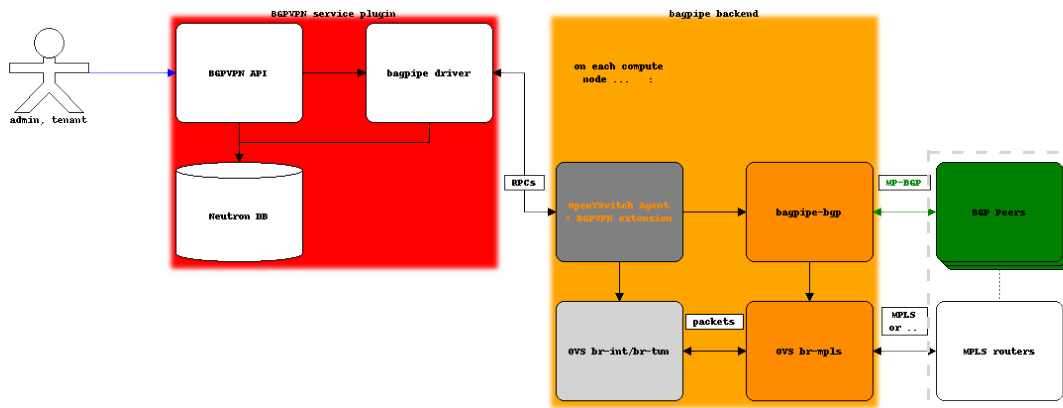 BGPVPN service plugin
bagpipe backend
BGPVPN API
bagpipe driver
on each compute
node ... :
admin, tenant
RPCs
MP-BGP
Neutron DB
OpenVSwitch Agent
+ BGPVPN extension
bagpipe-bgp
BGP Peers
packets
MPLS
or ..
OVS br-int/br-tun
OVS br-mpls
MPLS routers